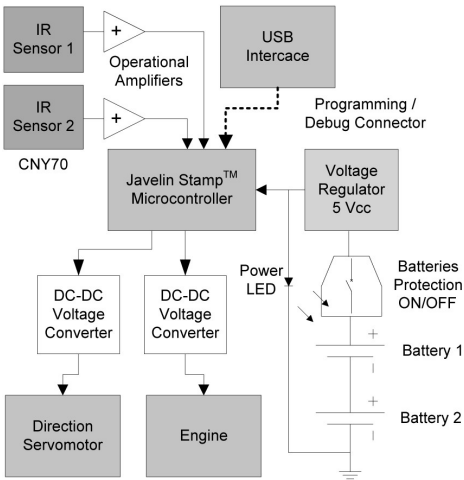 IR
Sensor 1
+
Operational
Amplifiers
USB
Intercace
IR
Sensor 2
+
CNY70
Programming /
Debug Connector
Javelin Stamp™
Microcontroller
Voltage
Regulator
5 Vcc
Power
LED
Batteries
Protection
ON/OFF
DC-DC
Voltage
Converter
DC-DC
Voltage
Converter
+
Battery 1
-
Direction
Servomotor
Engine
+
Battery 2
-